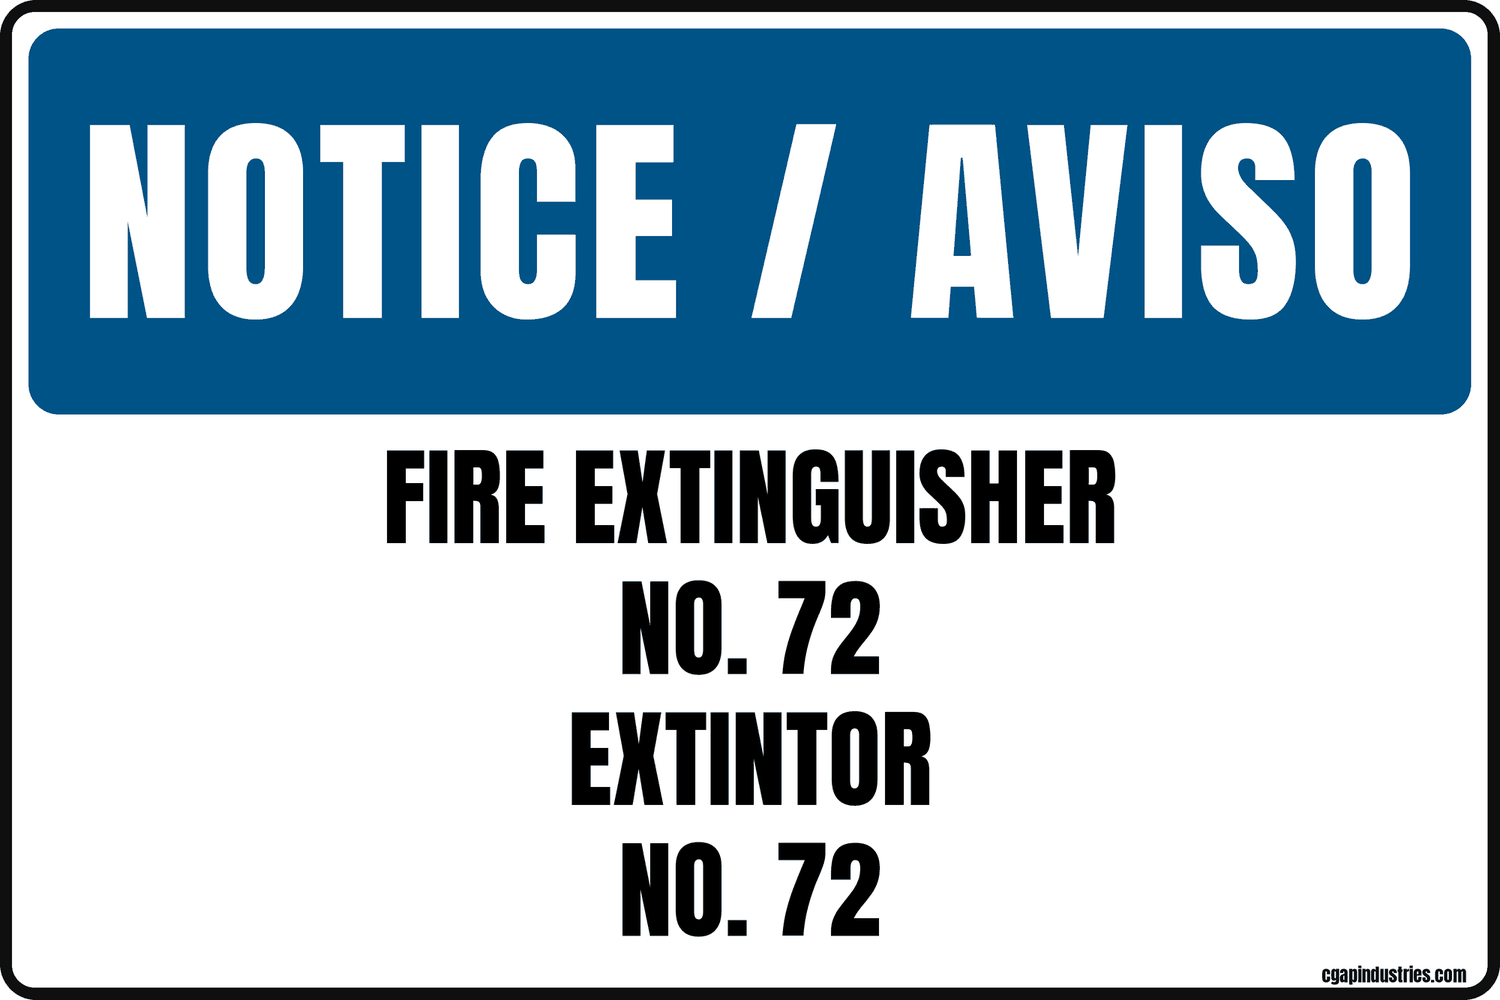 NOTICE / AVISO
FIRE EXTINGUISHER
NO. 72
EXTINTOR
NO. 72
cgapindustries.com